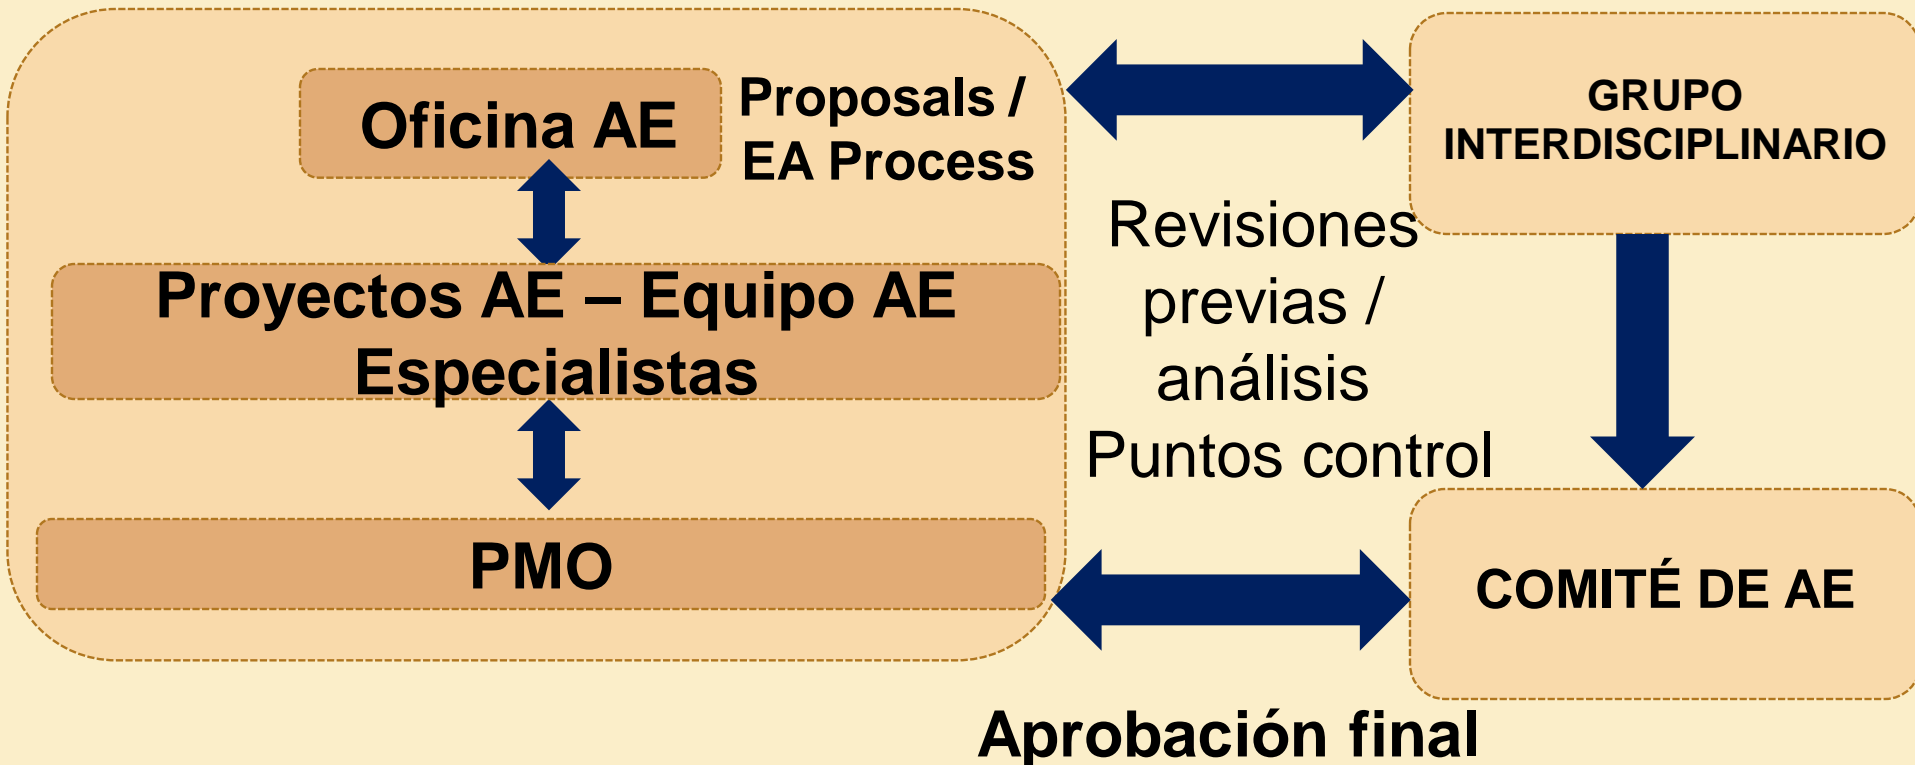 Oficina AE
Proposals /
EA Process
Proyectos AE – Equipo AE
Especialistas
PMO
GRUPO
INTERDISCIPLINARIO
Revisiones
previas /
análisis
Puntos control
COMITÉ DE AE
Aprobación final